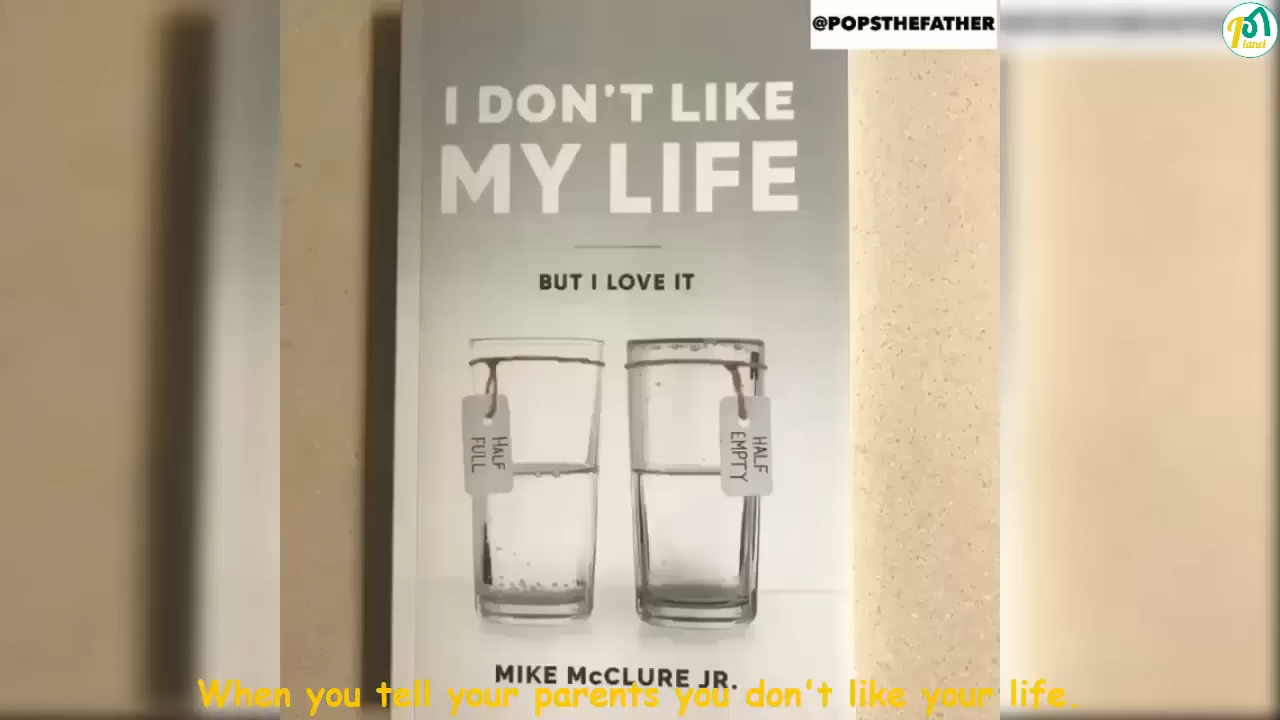 @POPSTHEFATHER
I DON'T LIKE
MY LIFE
BUT I LOVE IT
HALF
FULL
HALF
EMPTY
MIKE McCLURE JR.
When you tell your parents you don't like your life.